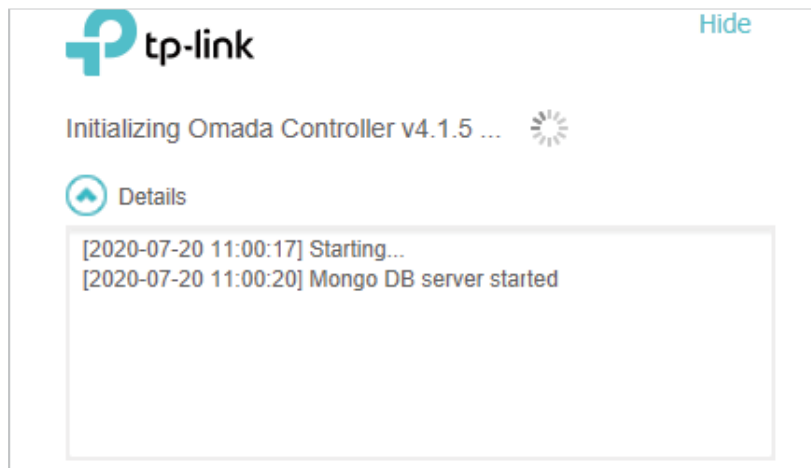 tp-link
Hide
Initializing Omada Controller v4.1.5 ...
Details
[2020-07-20 11:00:17] Starting...
[2020-07-20 11:00:20] Mongo DB server started